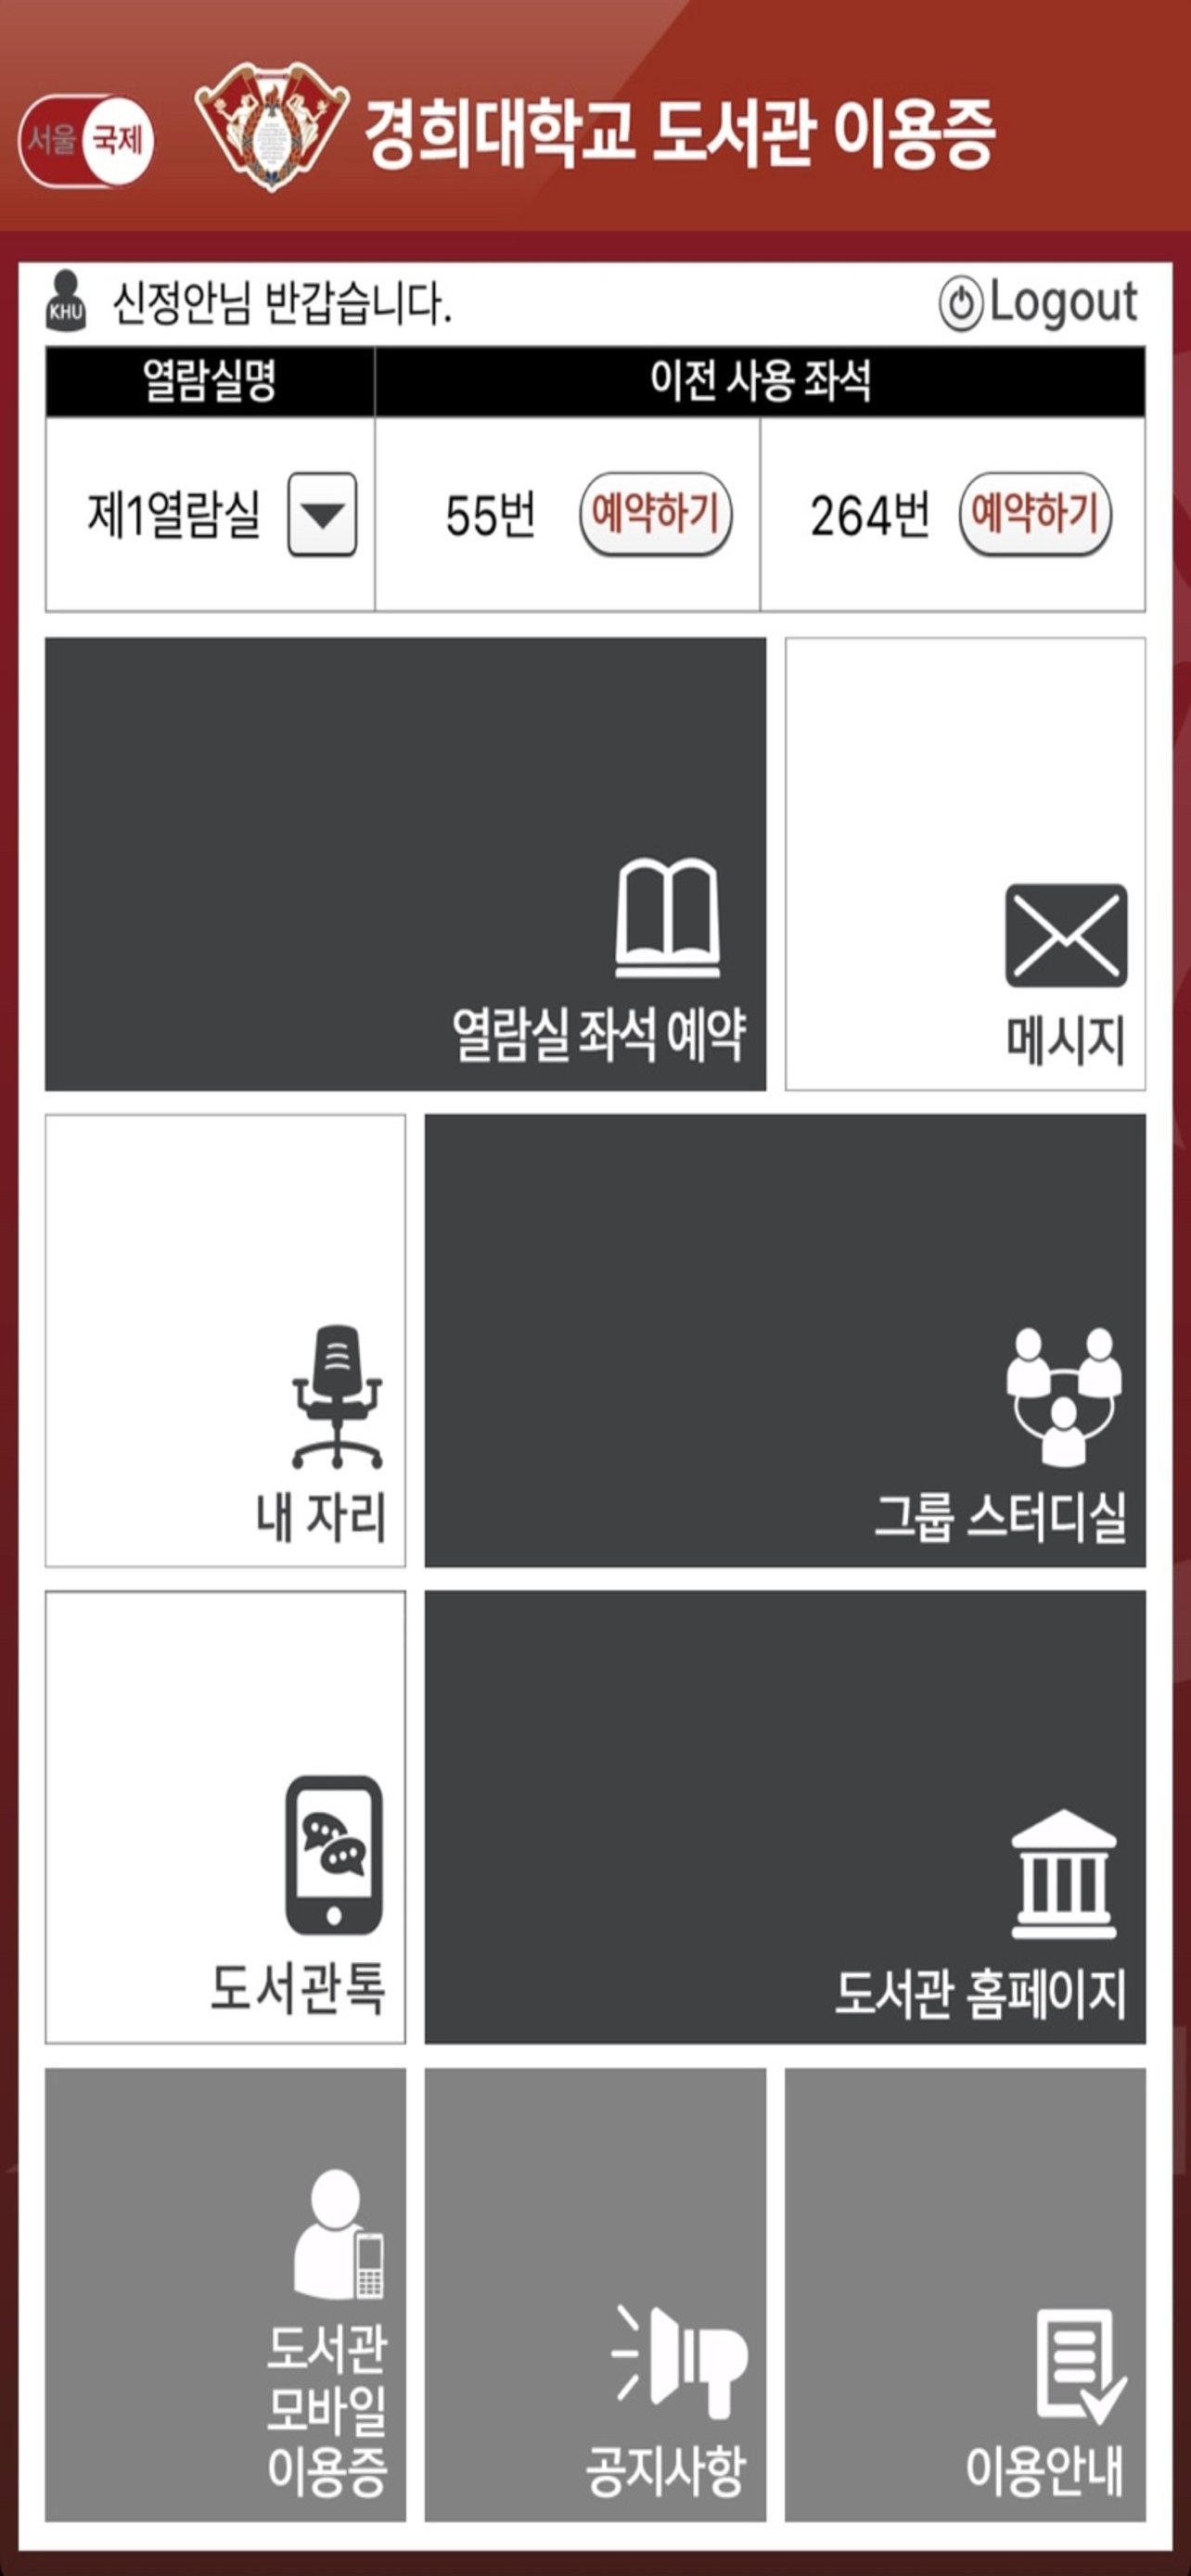 서울 국제 경희대학교 도서관 이용증
KHU 신정안님 반갑습니다. Logout
열람실명 이전 사용 좌석
제1열람실 55번 예약하기 264번 예약하기
열람실 좌석 예약
메시지
내 자리
그룹 스터디실
도서관톡
도서관 홈페이지
도서관
모바일
이용증
공지사항
이용안내